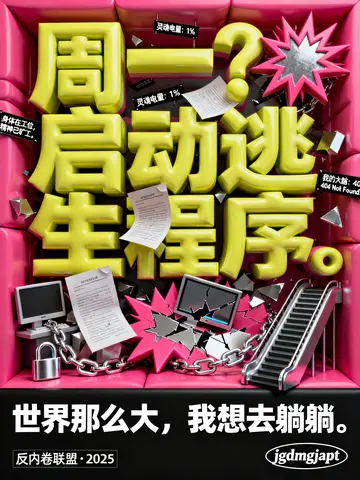 灵魂电量：1%
周一？
灵魂电量：1%
身体在工位，
精神已旷工。
启动逃
我的大脑：40
404 Not Found
生程序。
世界那么大，我想去躺躺。
反内卷联盟·2025
jgdmgjapt